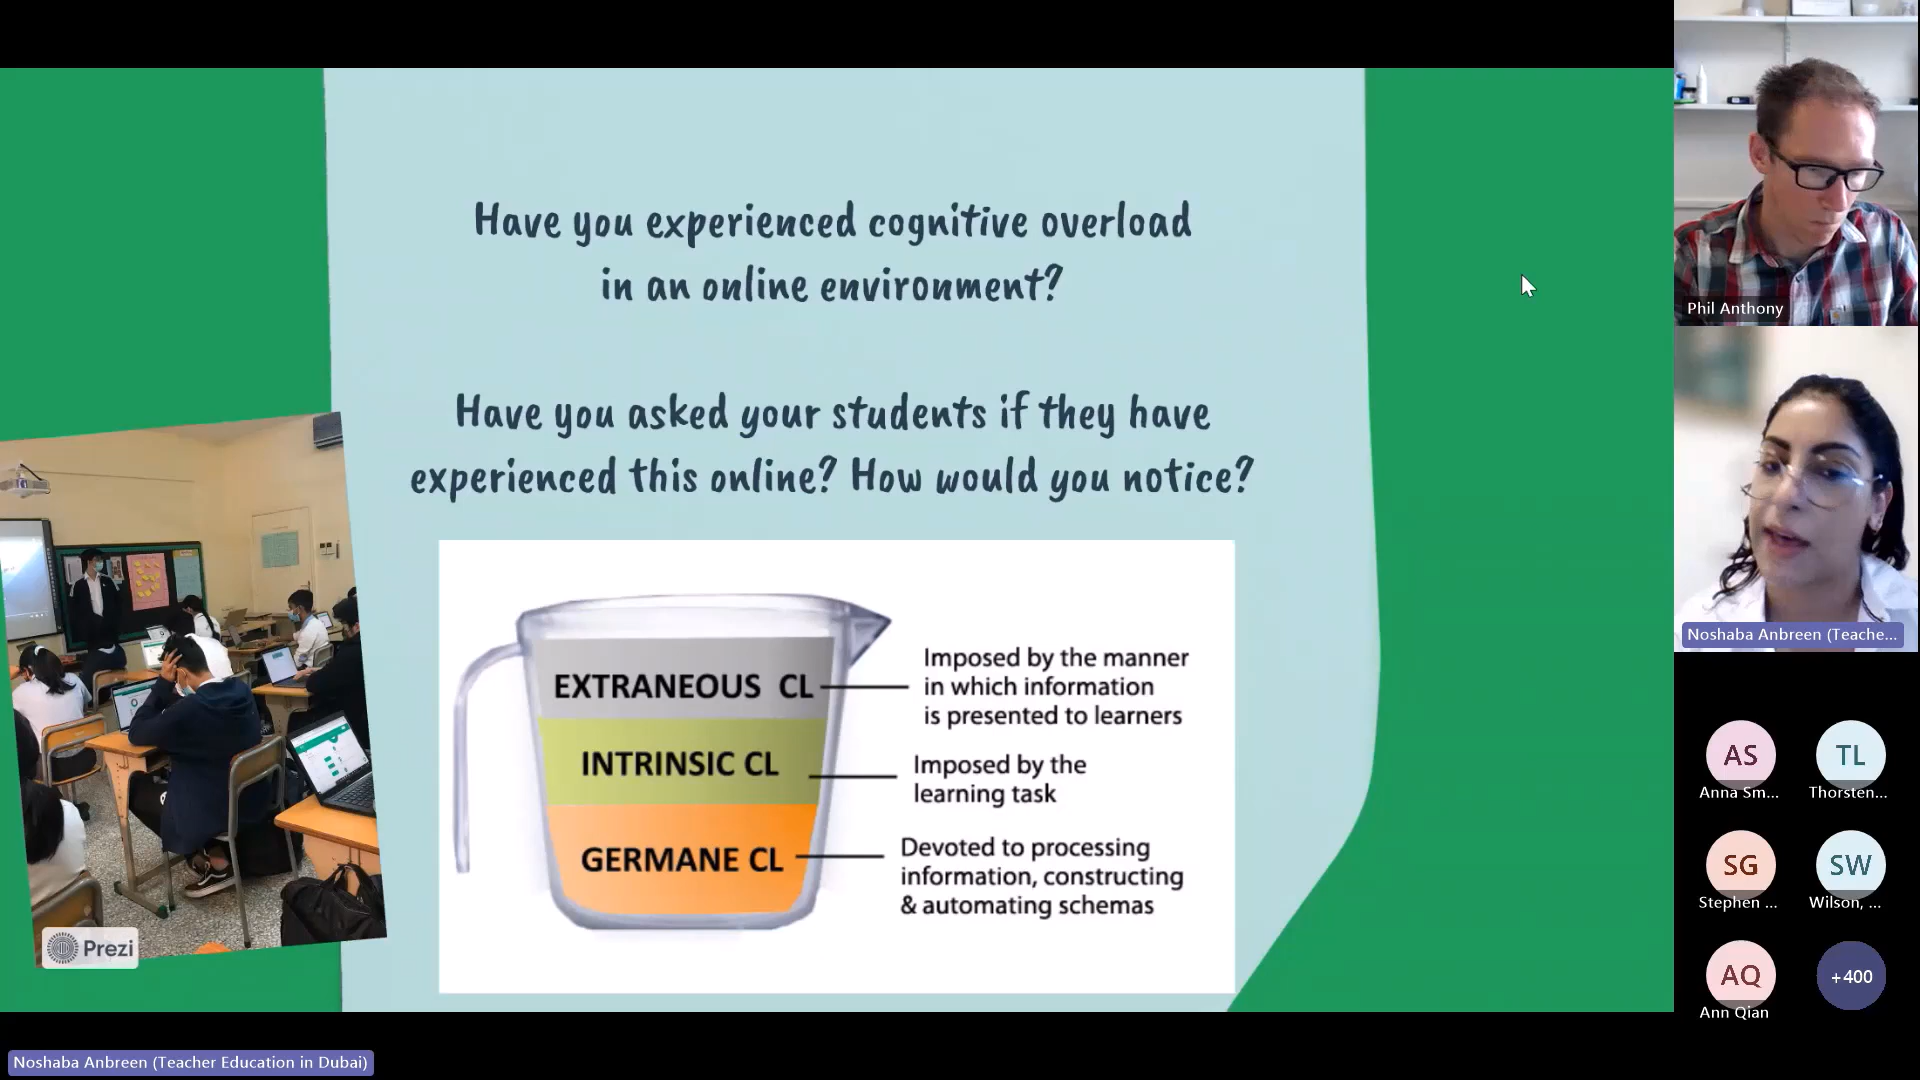 Have you experienced cognitive overload
in an online environment?
Have you asked your students if they have
experienced this online? How would you notice?
EXTRANEOUS CL
Imposed by the manner
in which information
is presented to learners
INTRINSIC CL
Imposed by the
learning task
GERMANE CL
Devoted to processing
information, constructing
& automating schemas
Prezi
Phil Anthony
Noshaba Anbreen (Teache...
AS
Anna Sm...
TL
Thorsten...
SG
Stephen ...
SW
Wilson, ...
AQ
Ann Qian
+400
Noshaba Anbreen (Teacher Education in Dubai)